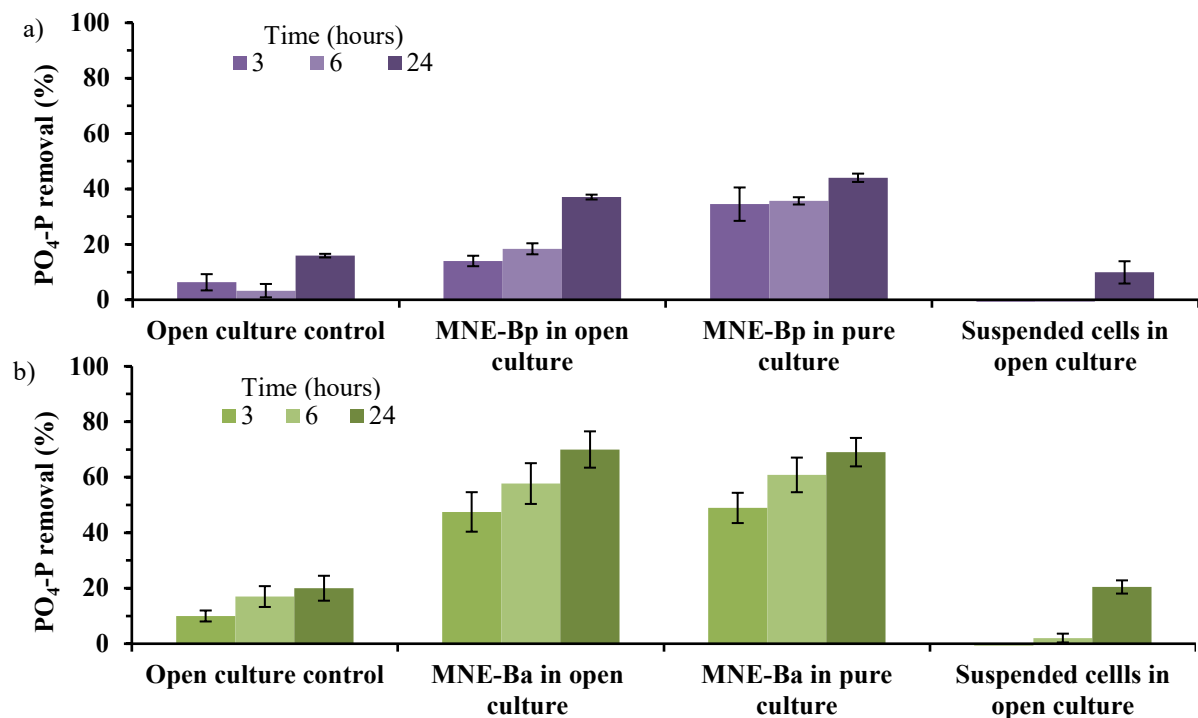 a)
PO₄-P removal (%)
100
80
60
40
20
0
Time (hours)
3 6 24
Open culture control
MNE-Bp in open
culture
MNE-Bp in pure
culture
Suspended cells in
open culture
b)
PO₄-P removal (%)
100
80
60
40
20
0
Time (hours)
3 6 24
Open culture control
MNE-Ba in open
culture
MNE-Ba in pure
culture
Suspended cellls in
open culture